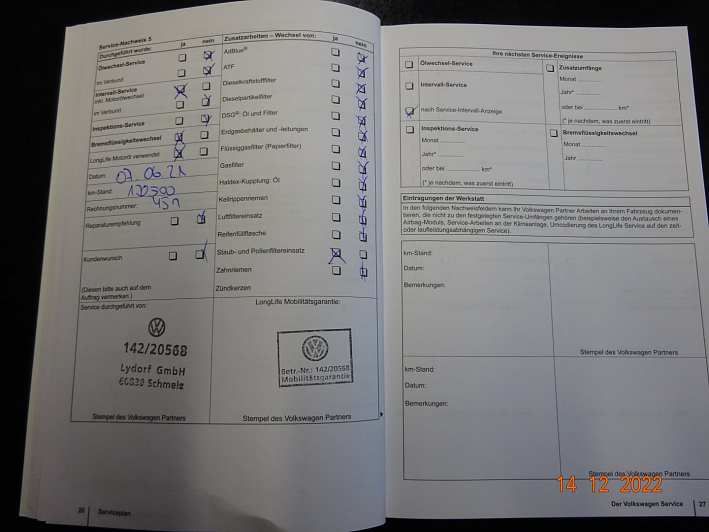 Service-Nachweis 5
Durchgeführt wurde: ja nein
Ölwechsel-Service
im Verbund
Intervall-Service
inkl. Motorölwechsel
im Verbund
Inspektions-Service
Bremsflüssigkeitswechsel
LongLife Motoröl verwendet
Datum: 07.06.21
km-Stand: 120500
Rechnungsnummer:
Reparaturempfehlung
Kundenwunsch
(Diesen bitte auch auf dem
Auftrag vermerken.)
Zusatzarbeiten – Wechsel von: ja nein
AdBlue®
ATF
Dieselkraftstofffilter
Dieselpartikelfilter
DSG®: Öl und Filter
Erdgasbehälter und -leitungen
Flüssiggasfilter (Papierfilter)
Gasfilter
Haldex-Kupplung: Öl
Keilrippenriemen
Luftfiltereinsatz
Reifenfüllflasche
Staub- und Pollenfiltereinsatz
Zahnriemen
Zündkerzen
Service durchgeführt von:
142/20568
Lydorf GmbH
66839 Schmelz
Stempel des Volkswagen Partners
LongLife Mobilitätsgarantie:
Betr.-Nr.: 142/20568
Mobilitätsgarantie
Stempel des Volkswagen Partners
26 Serviceplan
Ihre nächsten Service-Ereignisse
Ölwechsel-Service
Intervall-Service
nach Service-Intervall-Anzeige
Zusatzumfänge
Monat
Jahr*
oder bei km*
(* je nachdem, was zuerst eintritt)
Inspektions-Service
Monat
Jahr*
oder bei km*
(* je nachdem, was zuerst eintritt)
Bremsflüssigkeitswechsel
Monat
Jahr
Eintragungen der Werkstatt
In den folgenden Nachweisfeldern kann Ihr Volkswagen Partner Arbeiten an Ihrem Fahrzeug dokumen-
tieren, die nicht zu den festgelegten Service-Umfängen gehören (beispielsweise den Austausch eines
Airbag-Moduls, Service-Arbeiten an der Klimaanlage, Umcodierung des LongLife Service auf den zeit-
oder laufleistungsabhängigen Service).
km-Stand:
Datum:
Bemerkungen:
Stempel des Volkswagen Partners
km-Stand:
Datum:
Bemerkungen:
Stempel des Volkswagen Partners
14 12 2022
Der Volkswagen Service 27